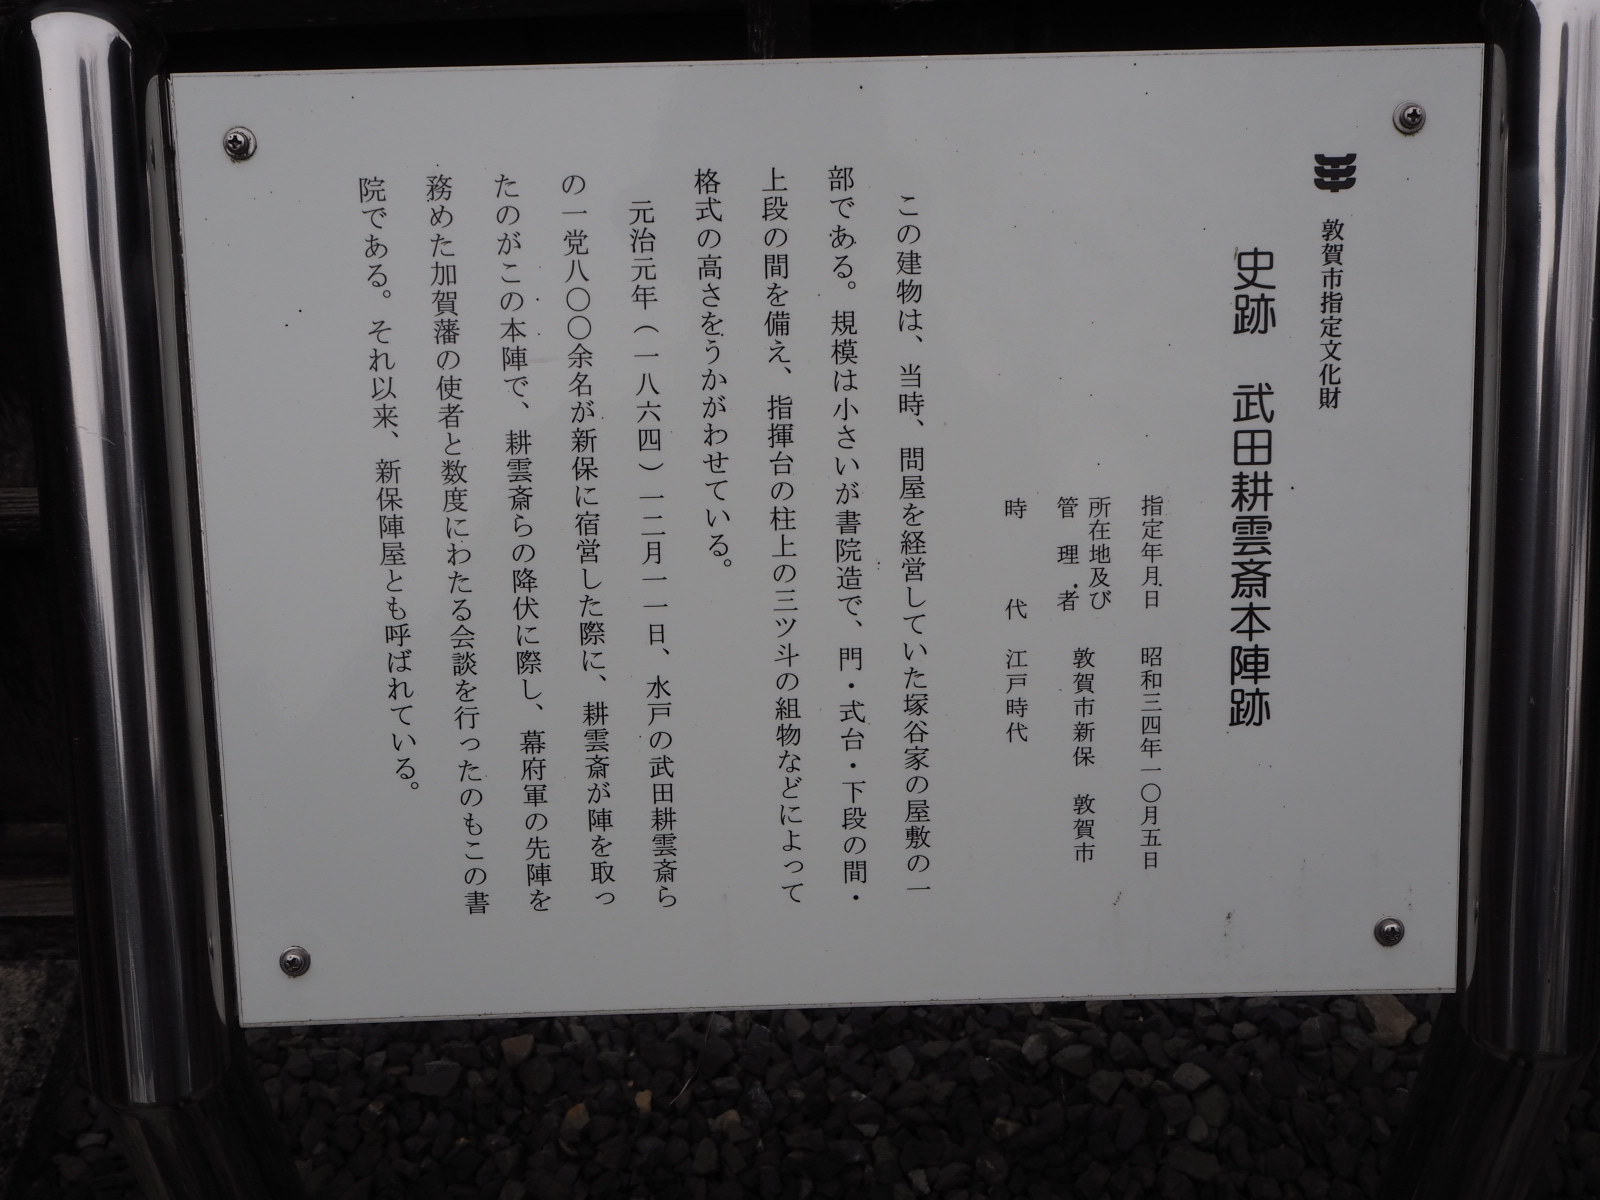 敦賀市指定文化財
史跡　武田耕雲斎本陣跡
指定年月日　昭和三四年一〇月五日
所在地及び
管理者　敦賀市新保　敦賀市
時代　江戸時代
この建物は、当時、問屋を経営していた塚谷家の屋敷の一
部である。規模は小さいが書院造で、門・式台・下段の間・
上段の間を備え、指揮台の柱上の三ツ斗の組物などによって
格式の高さをうかがわせている。
元治元年（一八六四）一二月一一日、水戸の武田耕雲斎ら
の一党八〇〇余名が新保に宿営した際に、耕雲斎が陣を取っ
たのがこの本陣で、耕雲斎らの降伏に際し、幕府軍の先陣を
務めた加賀藩の使者と数度にわたる会談を行ったのもこの書
院である。それ以来、新保陣屋とも呼ばれている。